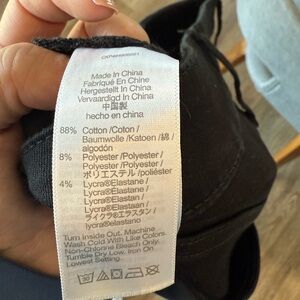 Made In China
Fabriqué En Chine
Hergestellt In China
Vervaardigd In China
中国製
hecho en china
88% Cotton /Coton /
Baumwolle /Katoen /綿 /
algodón
8% Polyester /Polyester /
Polyester /Polyester /
ポリエステル /poliéster
4% Lycra®Elastane /
Lycra®Élastane /
Lycra®Elastan /
Lycra®Elastaan /
ライクラ®エラスタン /
lycra®elastano
Turn Inside Out. Machine
Wash Cold With Like Colors.
Non-Chlorine Bleach Only.
Tumble Dry Low. Iron On
Lowest Setting.